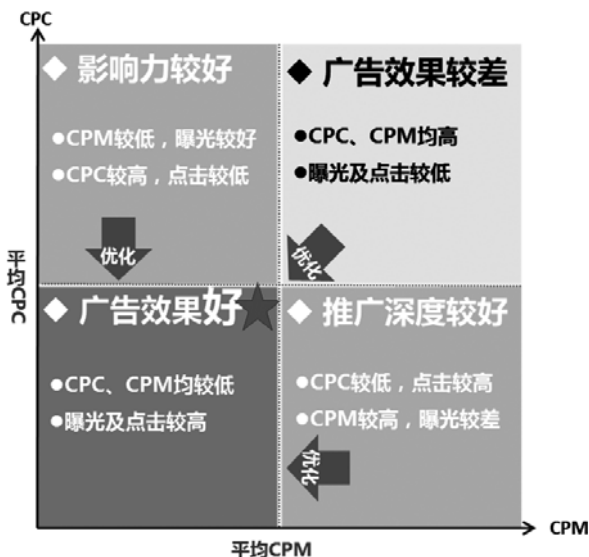 CPC
◆ 影响力较好
●CPM较低，曝光较好
●CPC较高，点击较低
优化
◆ 广告效果较差
●CPC、CPM均高
●曝光及点击较低
优化
平均CPC
◆ 广告效果好
●CPC、CPM均较低
●曝光及点击较高
◆ 推广深度较好
●CPC较低，点击较高
●CPM较高，曝光较差
优化
CPM
平均CPM